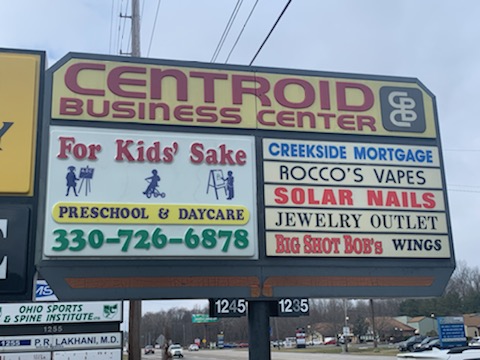 CENTROID
BUSINESS CENTER
CBC
For Kids' Sake
PRESCHOOL & DAYCARE
330-726-6878
CREEKSIDE MORTGAGE
ROCCO'S VAPES
SOLAR NAILS
JEWELRY OUTLET
BIG SHOT BOB'S WINGS
1245
1235
OHIO SPORTS
& SPINE INSTITUTE
1255
1255 P.R. LAKHANI, M.D.